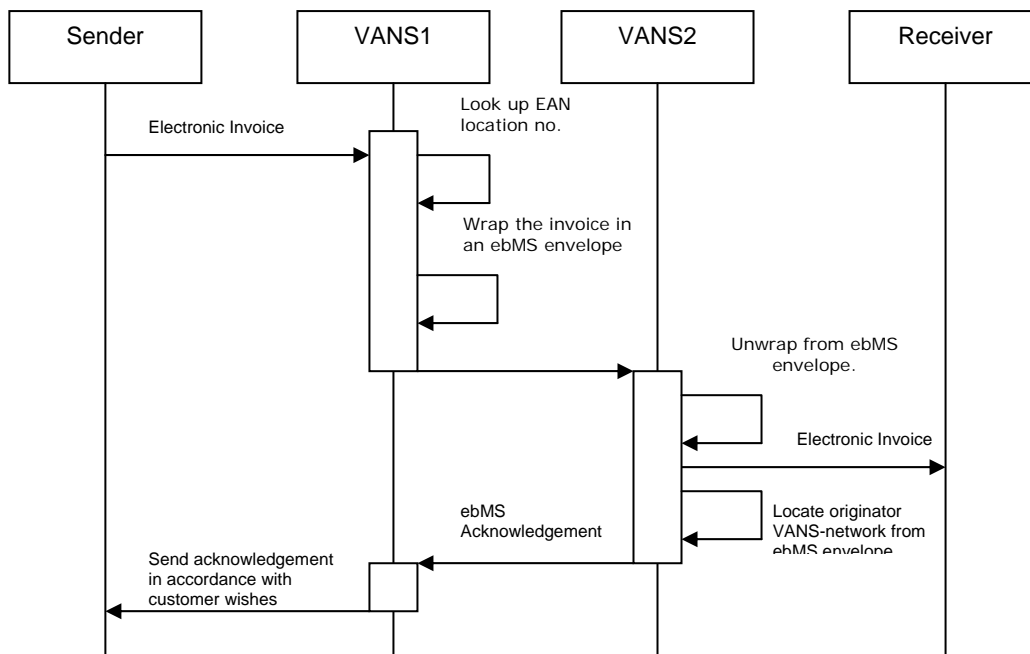 Sender
VANS1
VANS2
Receiver
Look up EAN
location no.
Electronic Invoice
Wrap the invoice in
an ebMS envelope
Unwrap from ebMS
envelope.
Electronic Invoice
Locate originator
VANS-network from
ebMS envelope
ebMS
Acknowledgement
Send acknowledgement
in accordance with
customer wishes